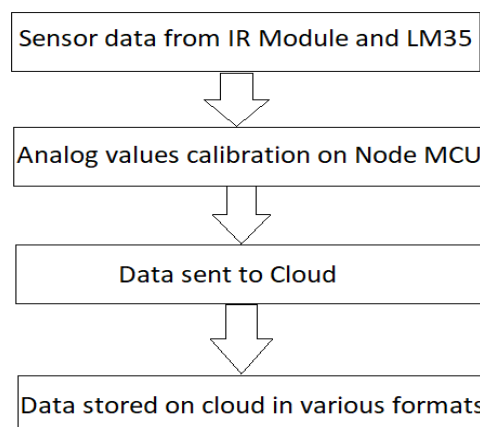 Sensor data from IR Module and LM35
Analog values calibration on Node MCU
Data sent to Cloud
Data stored on cloud in various formats